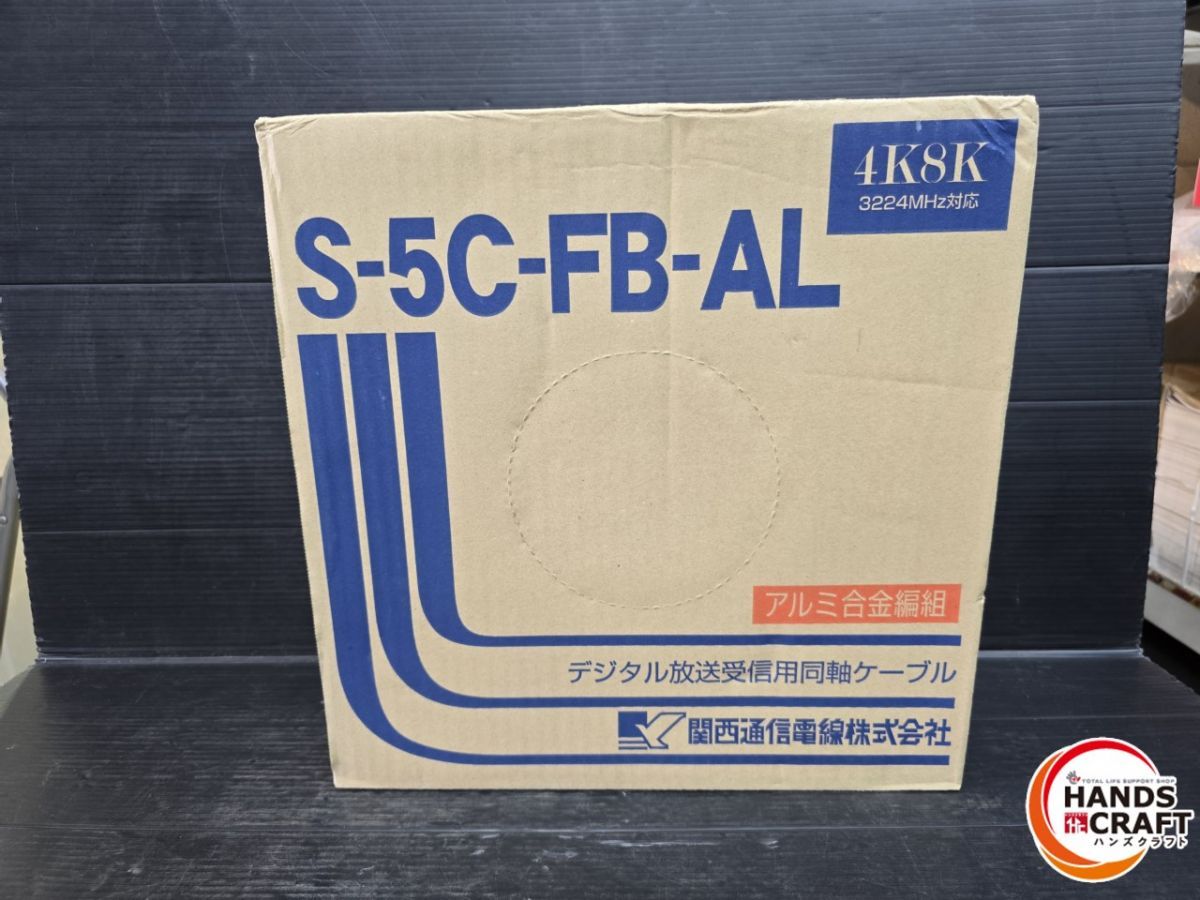 4K8K
3224MHz対応
S-5C-FB-AL
アルミ合金編組
デジタル放送受信用同軸ケーブル
関西通信電線株式会社
TOTAL LIFE SUPPORT SHOP
HANDS
CRAFT
ハンズクラフト